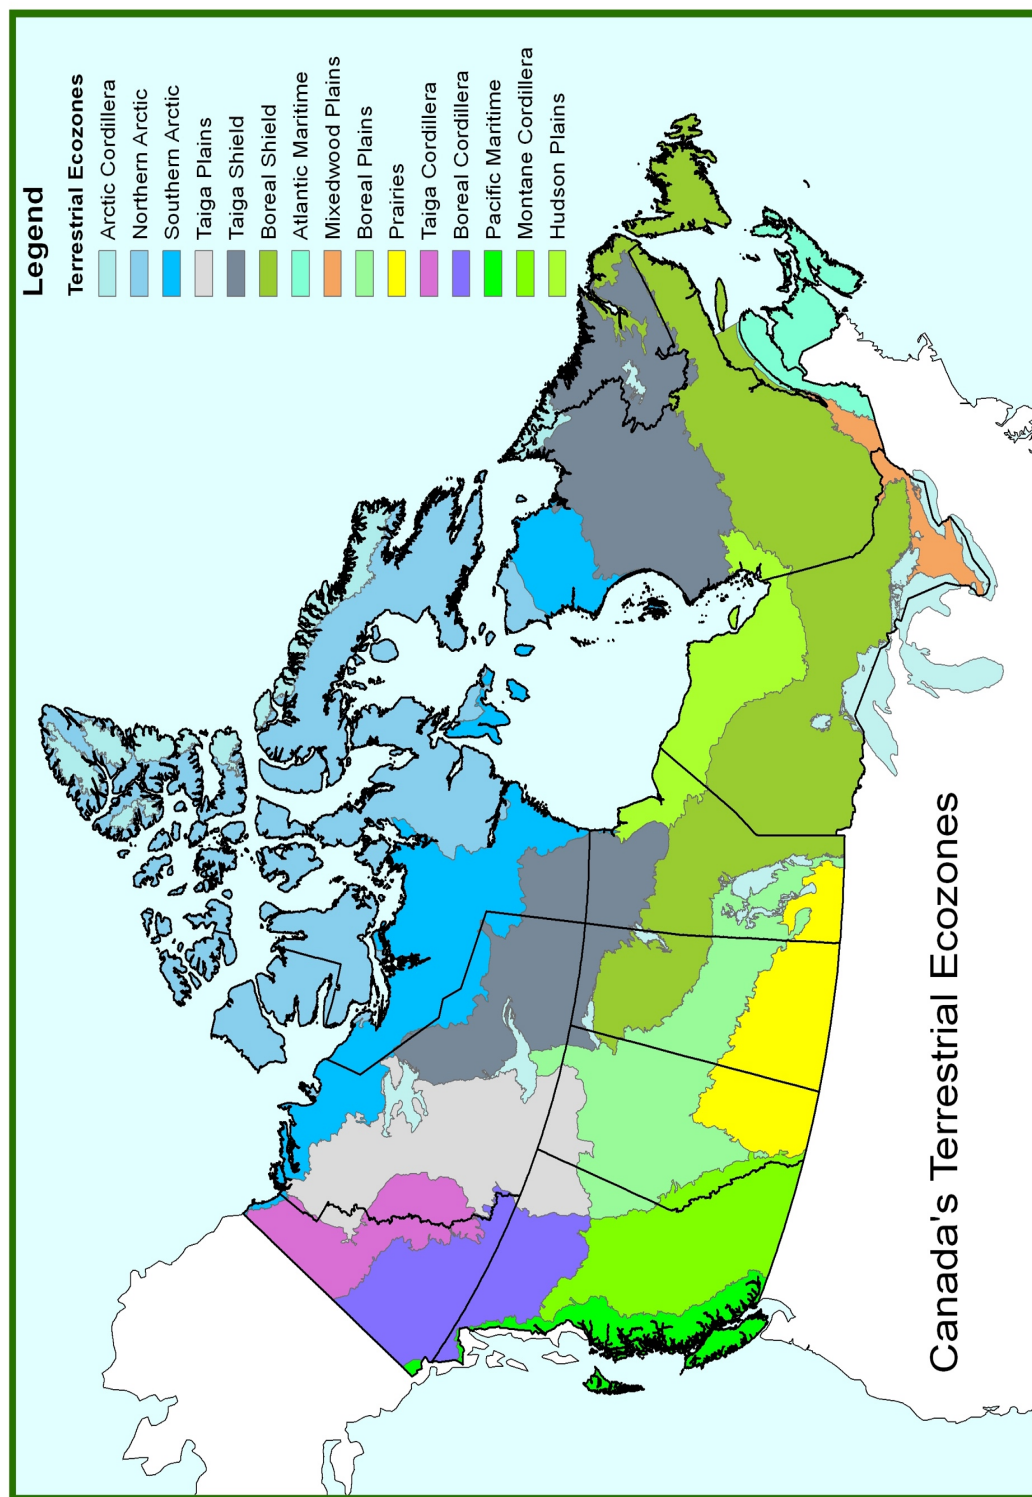 Legend
Terrestrial Ecozones
Arctic Cordillera
Northern Arctic
Southern Arctic
Taiga Plains
Taiga Shield
Boreal Shield
Atlantic Maritime
Mixedwood Plains
Boreal Plains
Prairies
Taiga Cordillera
Boreal Cordillera
Pacific Maritime
Montane Cordillera
Hudson Plains
Canada's Terrestrial Ecozones